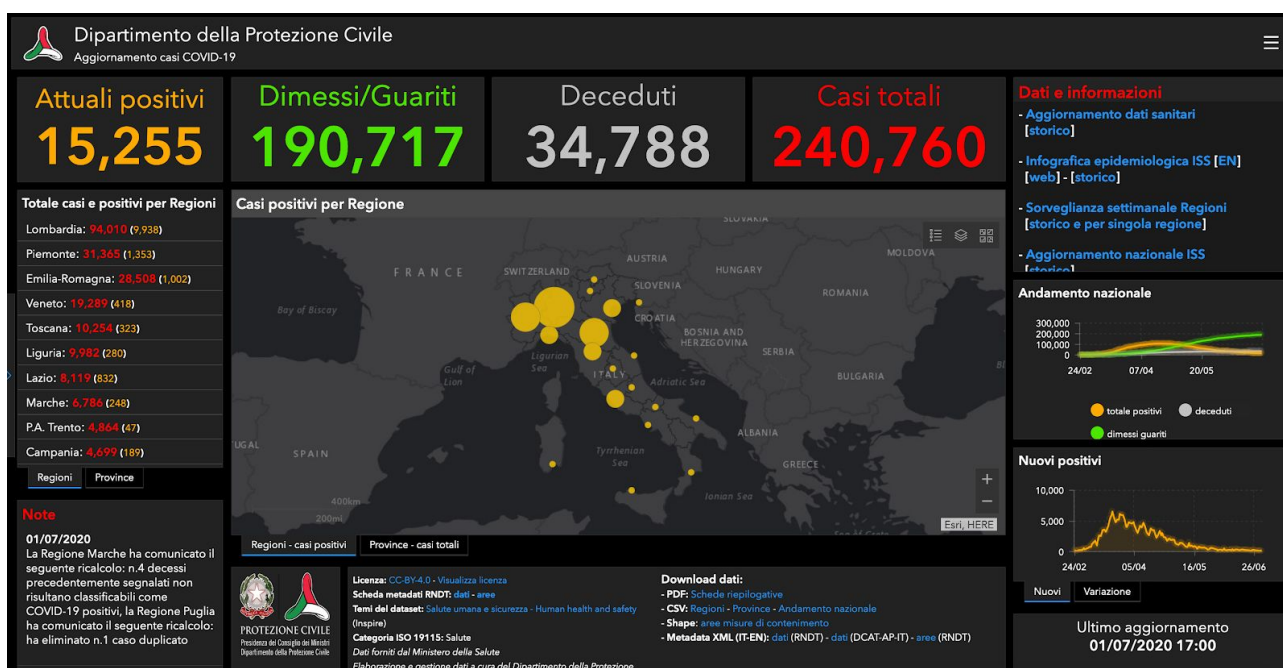 Dipartimento della Protezione Civile
Aggiornamento casi COVID-19
Attuali positivi
15,255
Dimessi/Guariti
190,717
Deceduti
34,788
Casi totali
240,760
Totale casi e positivi per Regioni
Lombardia: 94,010 (9,938)
Piemonte: 31,365 (1,353)
Emilia-Romagna: 28,508 (1,002)
Veneto: 19,289 (418)
Toscana: 10,254 (323)
Liguria: 9,982 (280)
Lazio: 8,119 (832)
Marche: 6,786 (248)
P.A. Trento: 4,864 (47)
Campania: 4,699 (189)
Regioni
Province
Note
01/07/2020
La Regione Marche ha comunicato il
seguente ricalcolo: n.4 decessi
precedentemente segnalati non
risultano classificabili come
COVID-19 positivi, la Regione Puglia
ha comunicato il seguente ricalcolo:
ha eliminato n.1 caso duplicato
Casi positivi per Regione
SLOVAKIA
MOLDOVA
AUSTRIA
FRANCE
SWITZERLAND
HUNGARY
SLOVENIA
ROMANIA
Bay of Biscay
CROATIA
BOSNIA AND
HERZEGOVINA
SERBIA
Ligurian
Sea
Gulf of
Lion
ITALY
Adriatic Sea
BULGARIA
Bl
ALBANIA
UGAL
SPAIN
Tyrrhenian
Sea
GREECE
Ionian Sea
400km
200mi
Sea of Crete
+
−
Esri, HERE
Regioni - casi positivi
Province - casi totali
PROTEZIONE CIVILE
Presidenza del Consiglio dei Ministri
Dipartimento della Protezione Civile
Licenza: CC-BY-4.0 - Visualizza licenza
Scheda metadati RNDT: dati - aree
Temi del dataset: Salute umana e sicurezza - Human health and safety
(Inspire)
Categoria ISO 19115: Salute
Dati forniti dal Ministero della Salute
Elaborazione e gestione dati a cura del Dipartimento della Protezione
Download dati:
- PDF: Schede riepilogative
- CSV: Regioni - Province - Andamento nazionale
- Shape: aree misure di contenimento
- Metadata XML (IT-EN): dati (RNDT) - dati (DCAT-AP-IT) - aree (RNDT)
Dati e informazioni
- Aggiornamento dati sanitari
[storico]
- Infografica epidemiologica ISS [EN]
[web] - [storico]
- Sorveglianza settimanale Regioni
[storico e per singola regione]
- Aggiornamento nazionale ISS
[storico]
Andamento nazionale
300,000
200,000
100,000
0
24/02 07/04 20/05
totale positivi
deceduti
dimessi guariti
Nuovi positivi
10,000
5,000
0
24/02 05/04 16/05 26/06
Nuovi
Variazione
Ultimo aggiornamento
01/07/2020 17:00